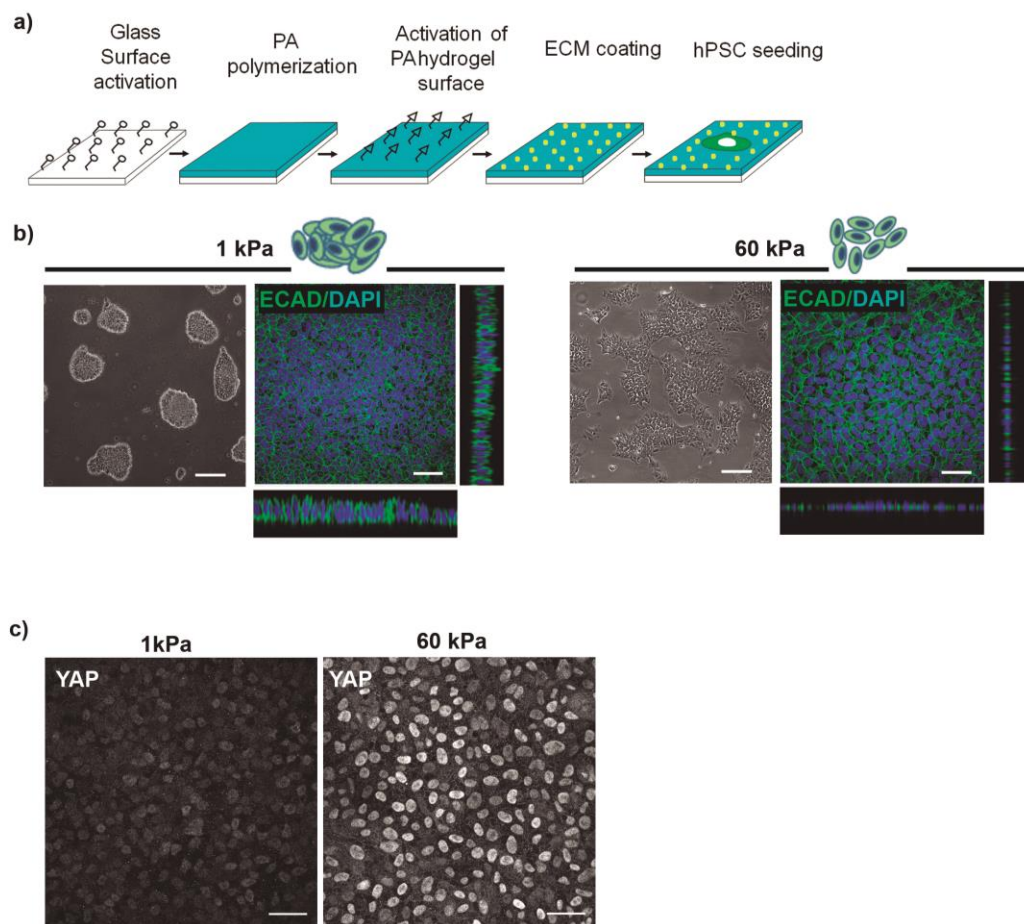 a)
Glass
Surface
activation
PA
polymerization
Activation of
PAhydrogel
surface
ECM coating
hPSC seeding
b)
1 kPa
60 kPa
ECAD/DAPI
ECAD/DAPI
c)
1kPa
60 kPa
YAP
YAP